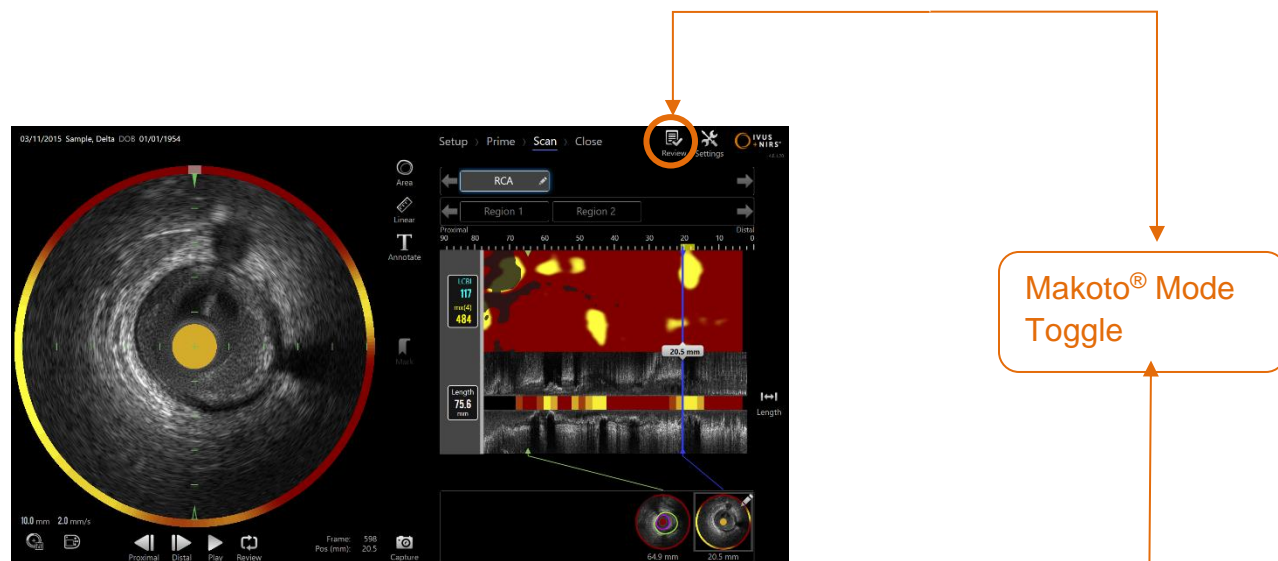 03/11/2015 Sample, Delta DOB 01/01/1954
Setup Prime Scan Close
Review
Settings
IVUS
+NIRS
Area
Linear
T
Annotate
Mark
RCA
Region 1 Region 2
Proximal Distal
90 80 70 60 50 40 30 20 10 0
LCBI
117
mx(4)
484
20.5 mm
Length
75.6
mm
Length
10.0 mm 2.0 mm/s
Proximal Distal Play Review
Frame: 598
Pos (mm): 20.5
Capture
64.9 mm 20.5 mm
Makoto® Mode
Toggle